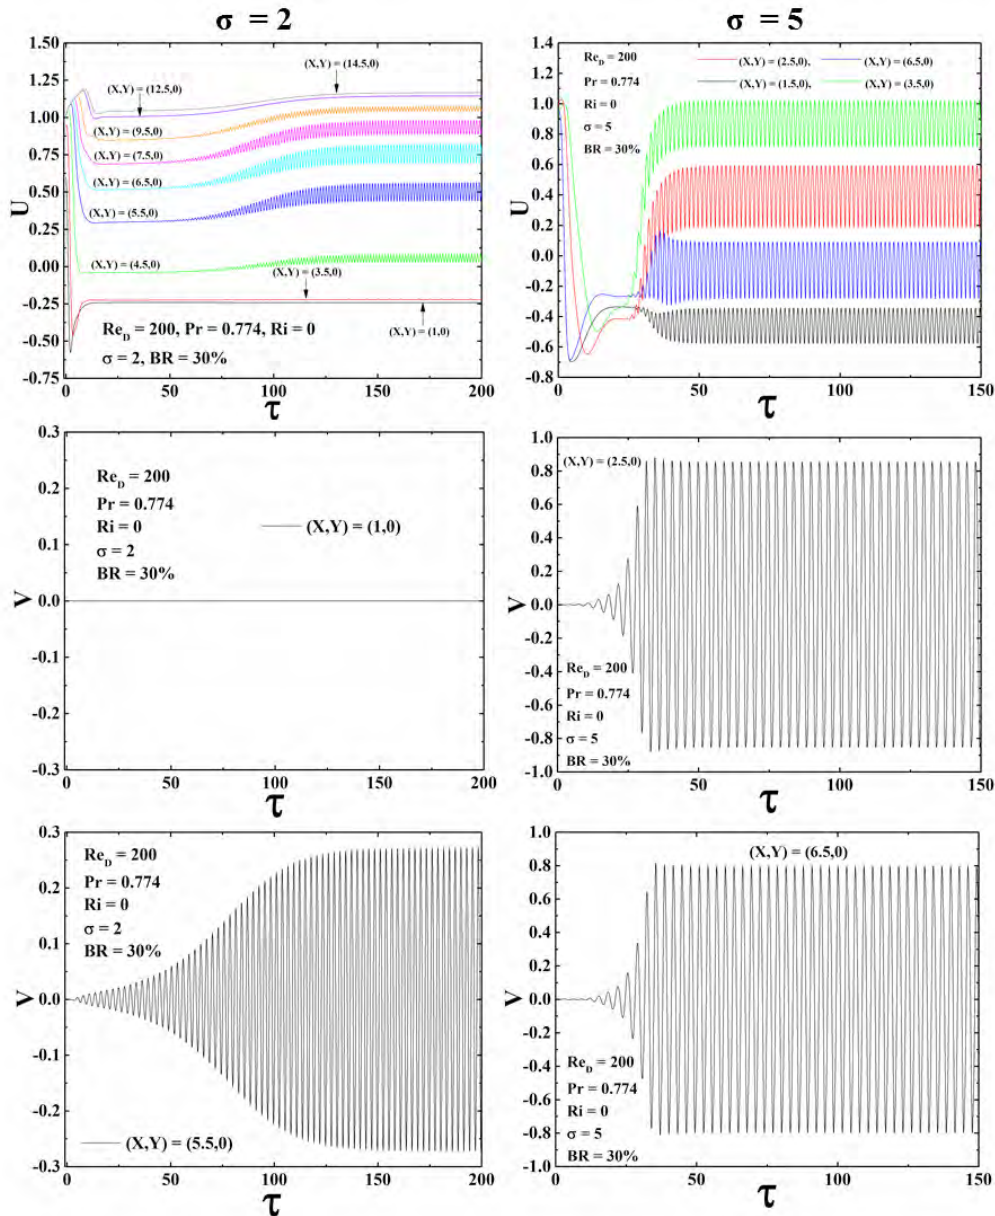 σ = 2
σ = 5
1.50
1.25
1.00
0.75
0.50
0.25
0.00
-0.25
-0.50
-0.75
U
(X,Y) = (14.5,0)
(X,Y) = (12.5,0)
(X,Y) = (9.5,0)
(X,Y) = (7.5,0)
(X,Y) = (6.5,0)
(X,Y) = (5.5,0)
(X,Y) = (4.5,0)
(X,Y) = (3.5,0)
(X,Y) = (1,0)
Re_D = 200, Pr = 0.774, Ri = 0
σ = 2, BR = 30%
0 50 100 150 200
τ
1.4
1.2
1.0
0.8
0.6
0.4
0.2
0.0
-0.2
-0.4
-0.6
-0.8
U
Re_D = 200
Pr = 0.774
Ri = 0
σ = 5
BR = 30%
(X,Y) = (2.5,0),
(X,Y) = (6.5,0)
(X,Y) = (1.5,0),
(X,Y) = (3.5,0)
0 50 100 150
τ
0.3
0.2
0.1
0.0
-0.1
-0.2
-0.3
V
Re_D = 200
Pr = 0.774
Ri = 0
σ = 2
BR = 30%
(X,Y) = (1,0)
0 50 100 150 200
τ
1.0
0.8
0.6
0.4
0.2
0.0
-0.2
-0.4
-0.6
-0.8
-1.0
V
(X,Y) = (2.5,0)
Re_D = 200
Pr = 0.774
Ri = 0
σ = 5
BR = 30%
0 50 100 150
τ
0.3
0.2
0.1
0.0
-0.1
-0.2
-0.3
V
Re_D = 200
Pr = 0.774
Ri = 0
σ = 2
BR = 30%
(X,Y) = (5.5,0)
0 50 100 150 200
τ
1.0
0.8
0.6
0.4
0.2
0.0
-0.2
-0.4
-0.6
-0.8
-1.0
V
(X,Y) = (6.5,0)
Re_D = 200
Pr = 0.774
Ri = 0
σ = 5
BR = 30%
0 50 100 150
τ